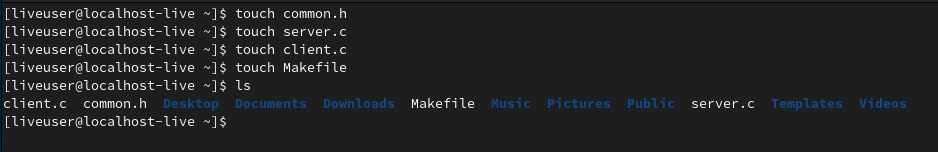 [liveuser@localhost-live ~]$ touch common.h
[liveuser@localhost-live ~]$ touch server.c
[liveuser@localhost-live ~]$ touch client.c
[liveuser@localhost-live ~]$ touch Makefile
[liveuser@localhost-live ~]$ ls
client.c  common.h  Desktop  Documents  Downloads  Makefile  Music  Pictures  Public  server.c  Templates  Videos
[liveuser@localhost-live ~]$